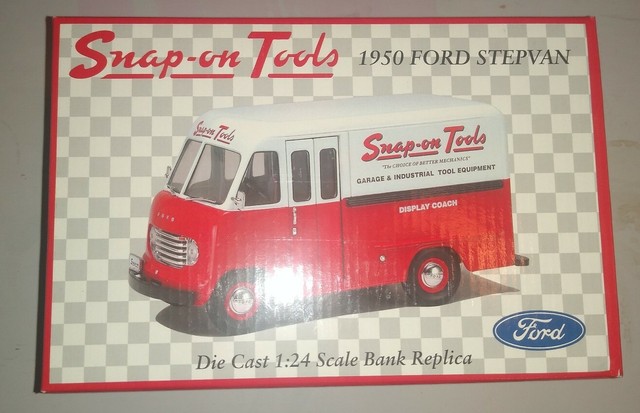 Snap-on Tools
1950 FORD STEPVAN
Snap-on Tools
Snap-on Tools
"The CHOICE OF BETTER MECHANICS"
GARAGE & INDUSTRIAL TOOL EQUIPMENT
DISPLAY COACH
FORD
Ford
Die Cast 1:24 Scale Bank Replica